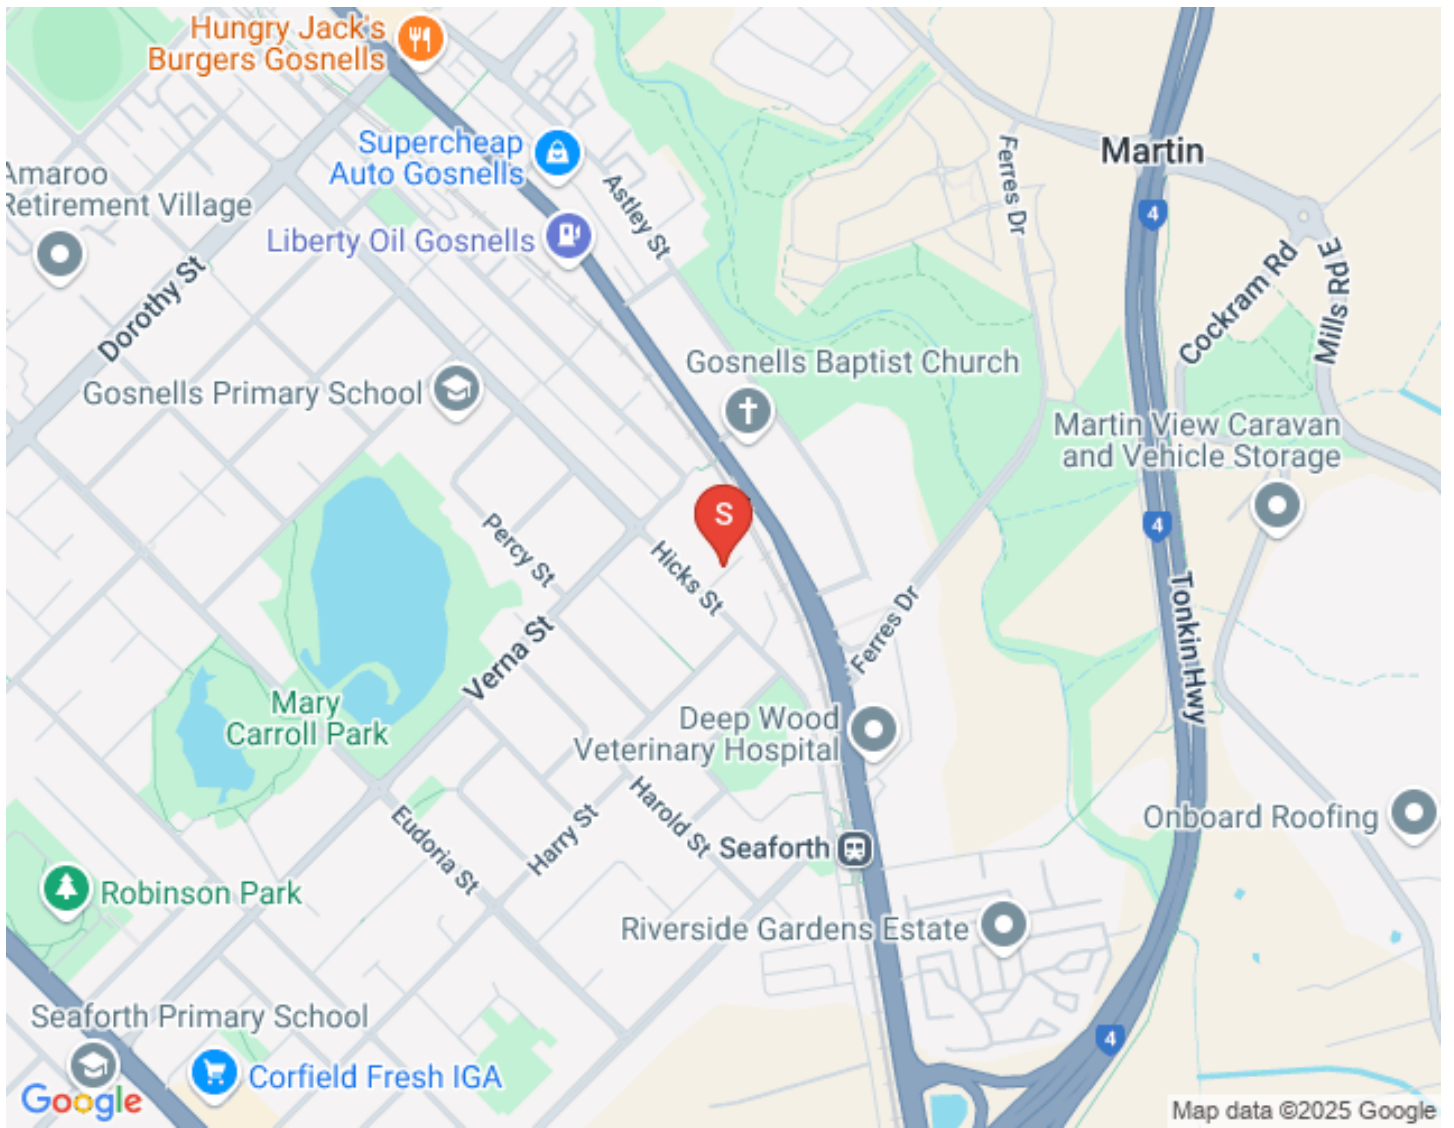 Hungry Jack's
Burgers Gosnells
Supercheap
Auto Gosnells
Martin
Amaroo
Retirement Village
Astley St
Ferres Dr
4
Liberty Oil Gosnells
Dorothy St
Cockram Rd
Mills Rd E
Gosnells Baptist Church
Gosnells Primary School
Martin View Caravan
and Vehicle Storage
S
4
Percy St
Hicks St
Tonkin Hwy
Ferres Dr
Verna St
Mary
Carroll Park
Deep Wood
Veterinary Hospital
Harold St
Eudoria St
Harry St
Seaforth
Onboard Roofing
Robinson Park
Riverside Gardens Estate
Seaforth Primary School
4
Corfield Fresh IGA
Google
Map data ©2025 Google